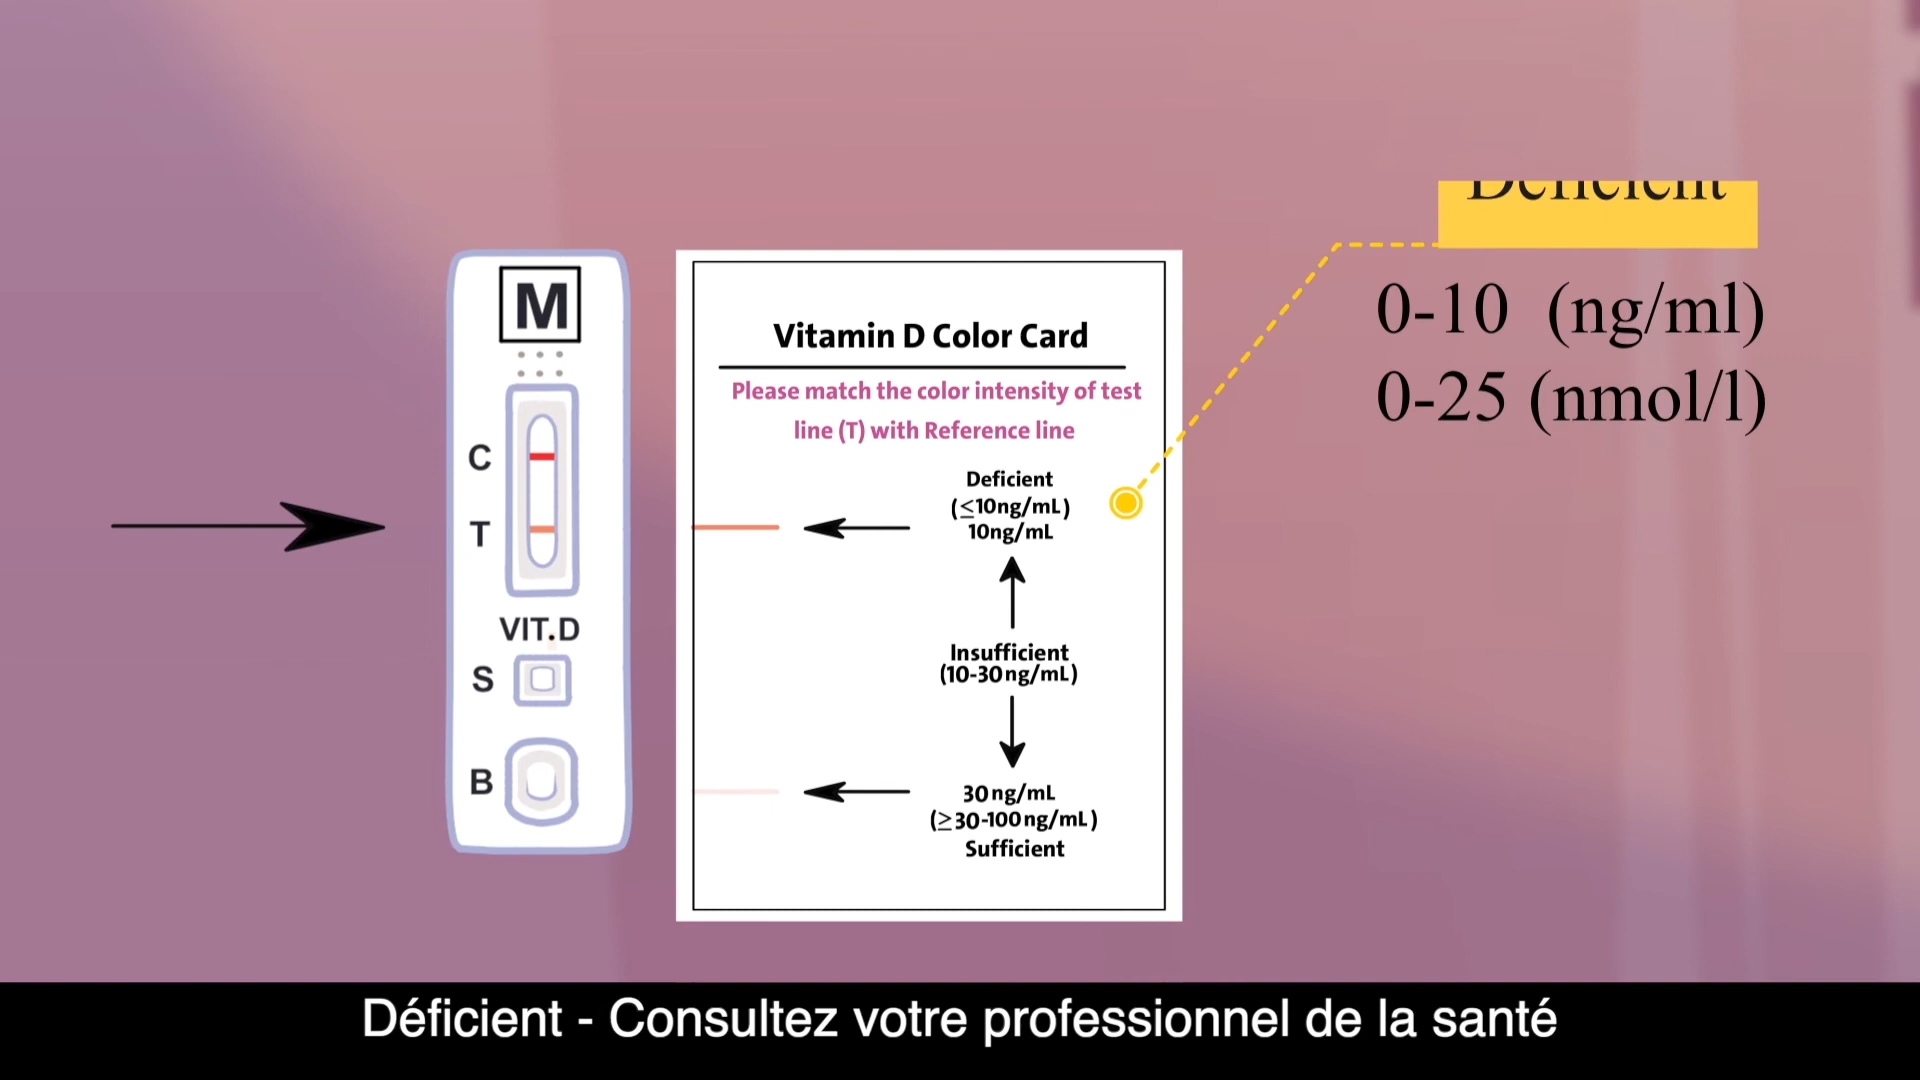 M
C
T
VIT.D
S
B
Vitamin D Color Card
Please match the color intensity of test
line (T) with Reference line
Deficient
(≤10ng/mL)
10ng/mL
Insufficient
(10-30ng/mL)
30ng/mL
(≥30-100ng/mL)
Sufficient
Deficient
0-10 (ng/ml)
0-25 (nmol/l)
Déficient - Consultez votre professionnel de la santé